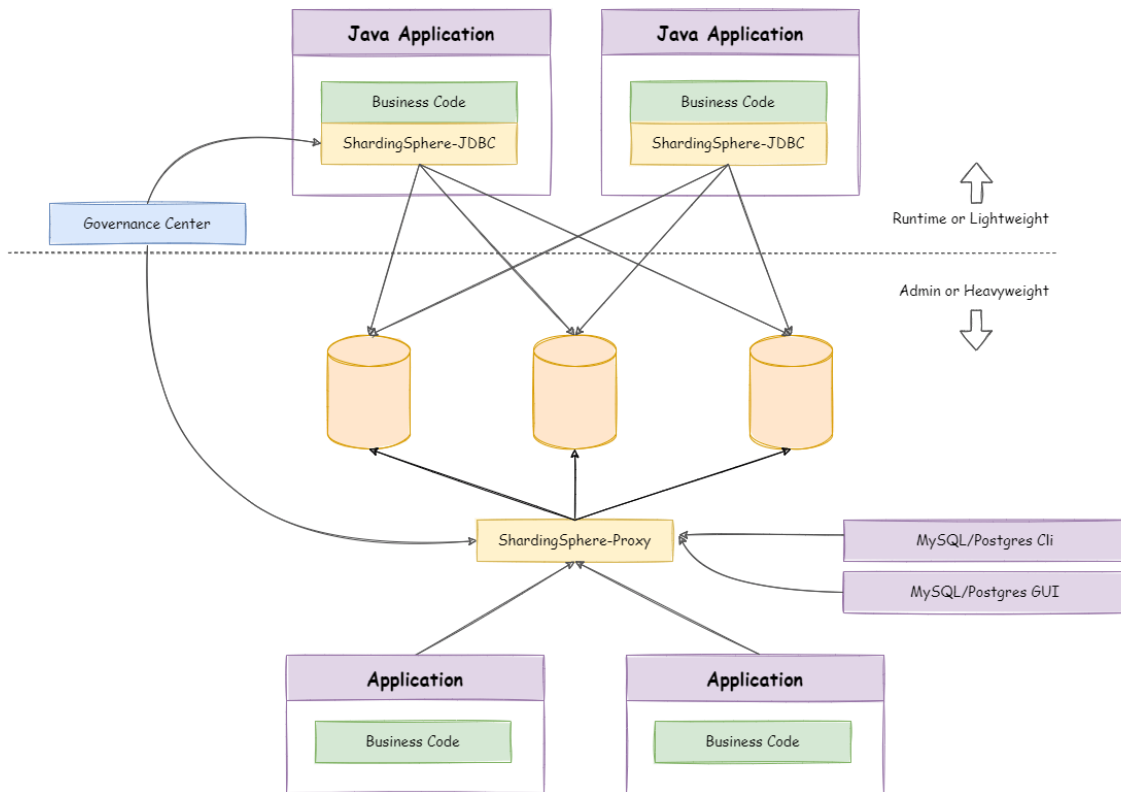 Java Application
Java Application
Business Code
Business Code
ShardingSphere-JDBC
ShardingSphere-JDBC
Governance Center
Runtime or Lightweight
Admin or Heavyweight
ShardingSphere-Proxy
MySQL/Postgres Cli
MySQL/Postgres GUI
Application
Application
Business Code
Business Code